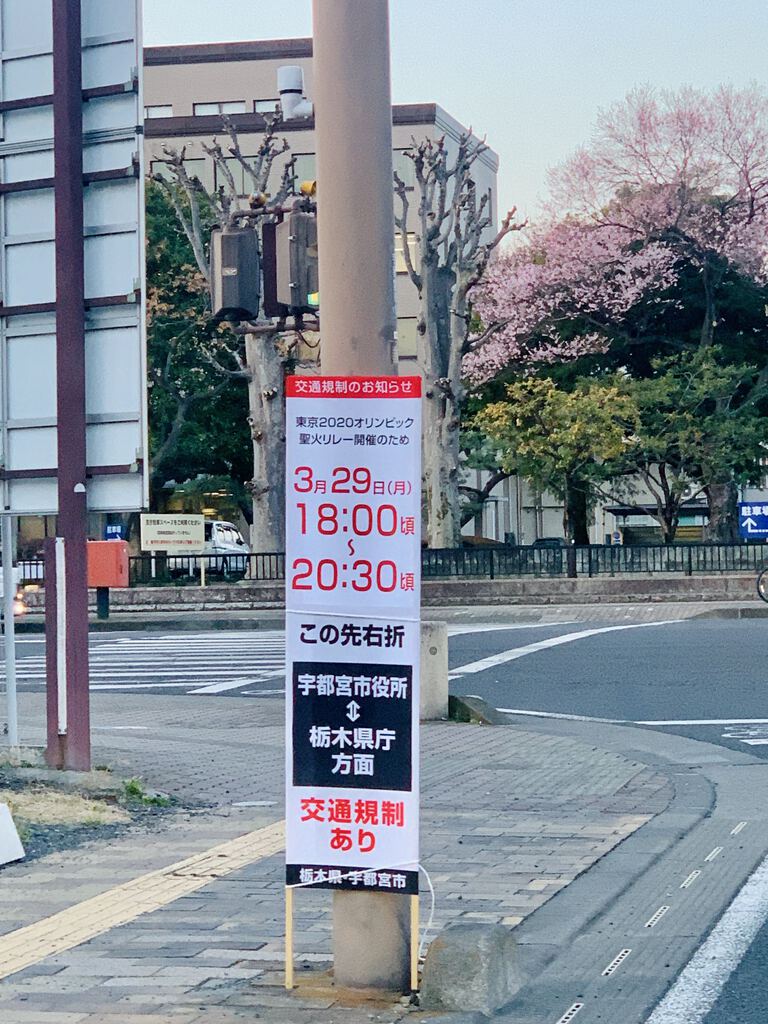 交通規制のお知らせ
東京2020オリンピック
聖火リレー開催のため
3月29日(月)
18:00頃
～
20:30頃
この先右折
宇都宮市役所
⇕
栃木県庁
方面
交通規制
あり
栃木県・宇都宮市
駐車場
↑